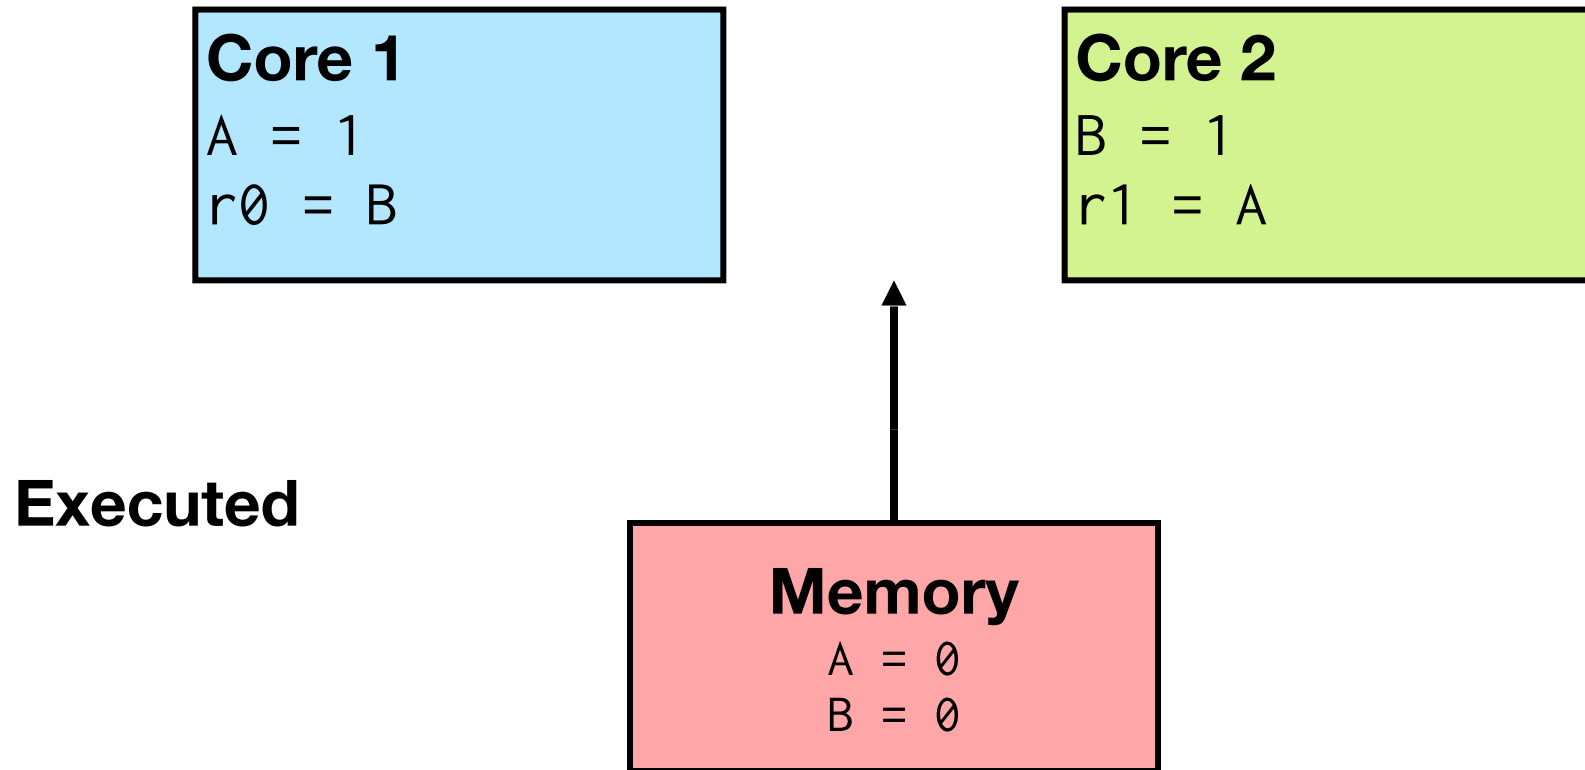 Core 1
A = 1
r0 = B
Core 2
B = 1
r1 = A
Executed
Memory
A = 0
B = 0